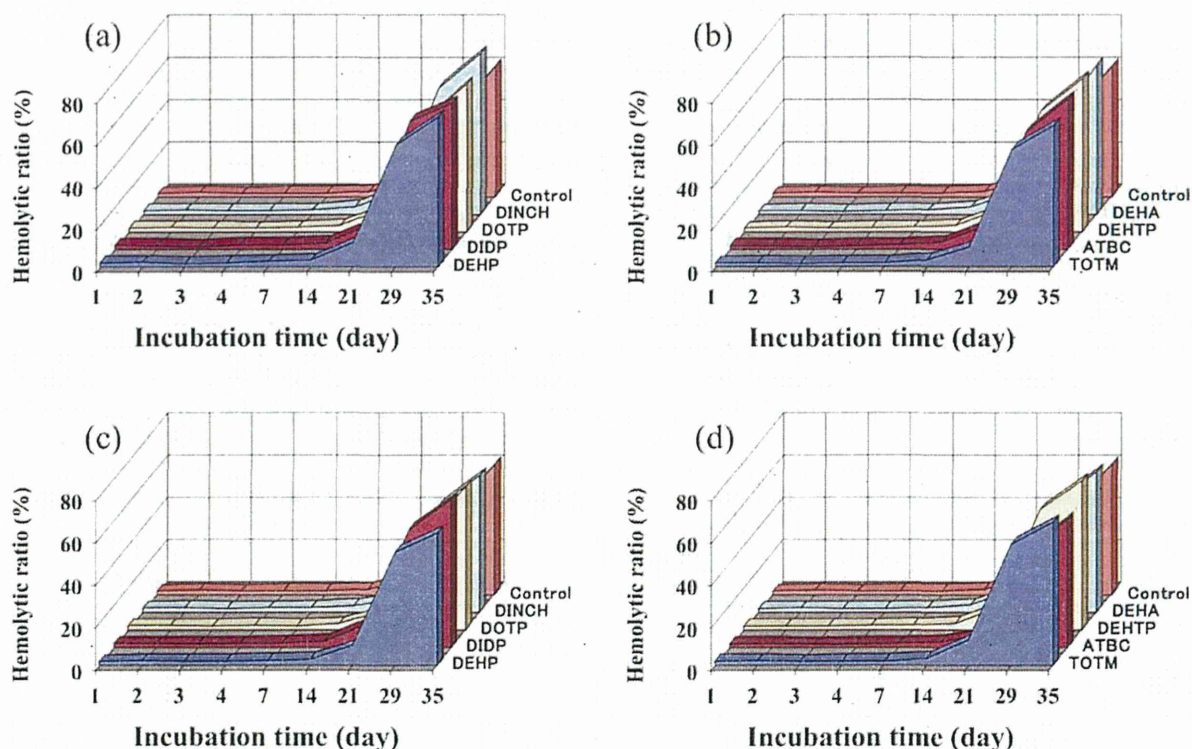 (a)
Hemolytic ratio (%)
80
60
40
20
0
1 2 3 4 7 14 21 29 35
Control
DINCH
DOTP
DIDP
DEHP
Incubation time (day)
(b)
Hemolytic ratio (%)
80
60
40
20
0
1 2 3 4 7 14 21 29 35
Control
DEHA
DEHTP
ATBC
TOTM
Incubation time (day)
(c)
Hemolytic ratio (%)
80
60
40
20
0
1 2 3 4 7 14 21 29 35
Control
DINCH
DOTP
DIDP
DEHP
Incubation time (day)
(d)
Hemolytic ratio (%)
80
60
40
20
0
1 2 3 4 7 14 21 29 35
Control
DEHA
DEHTP
ATBC
TOTM
Incubation time (day)